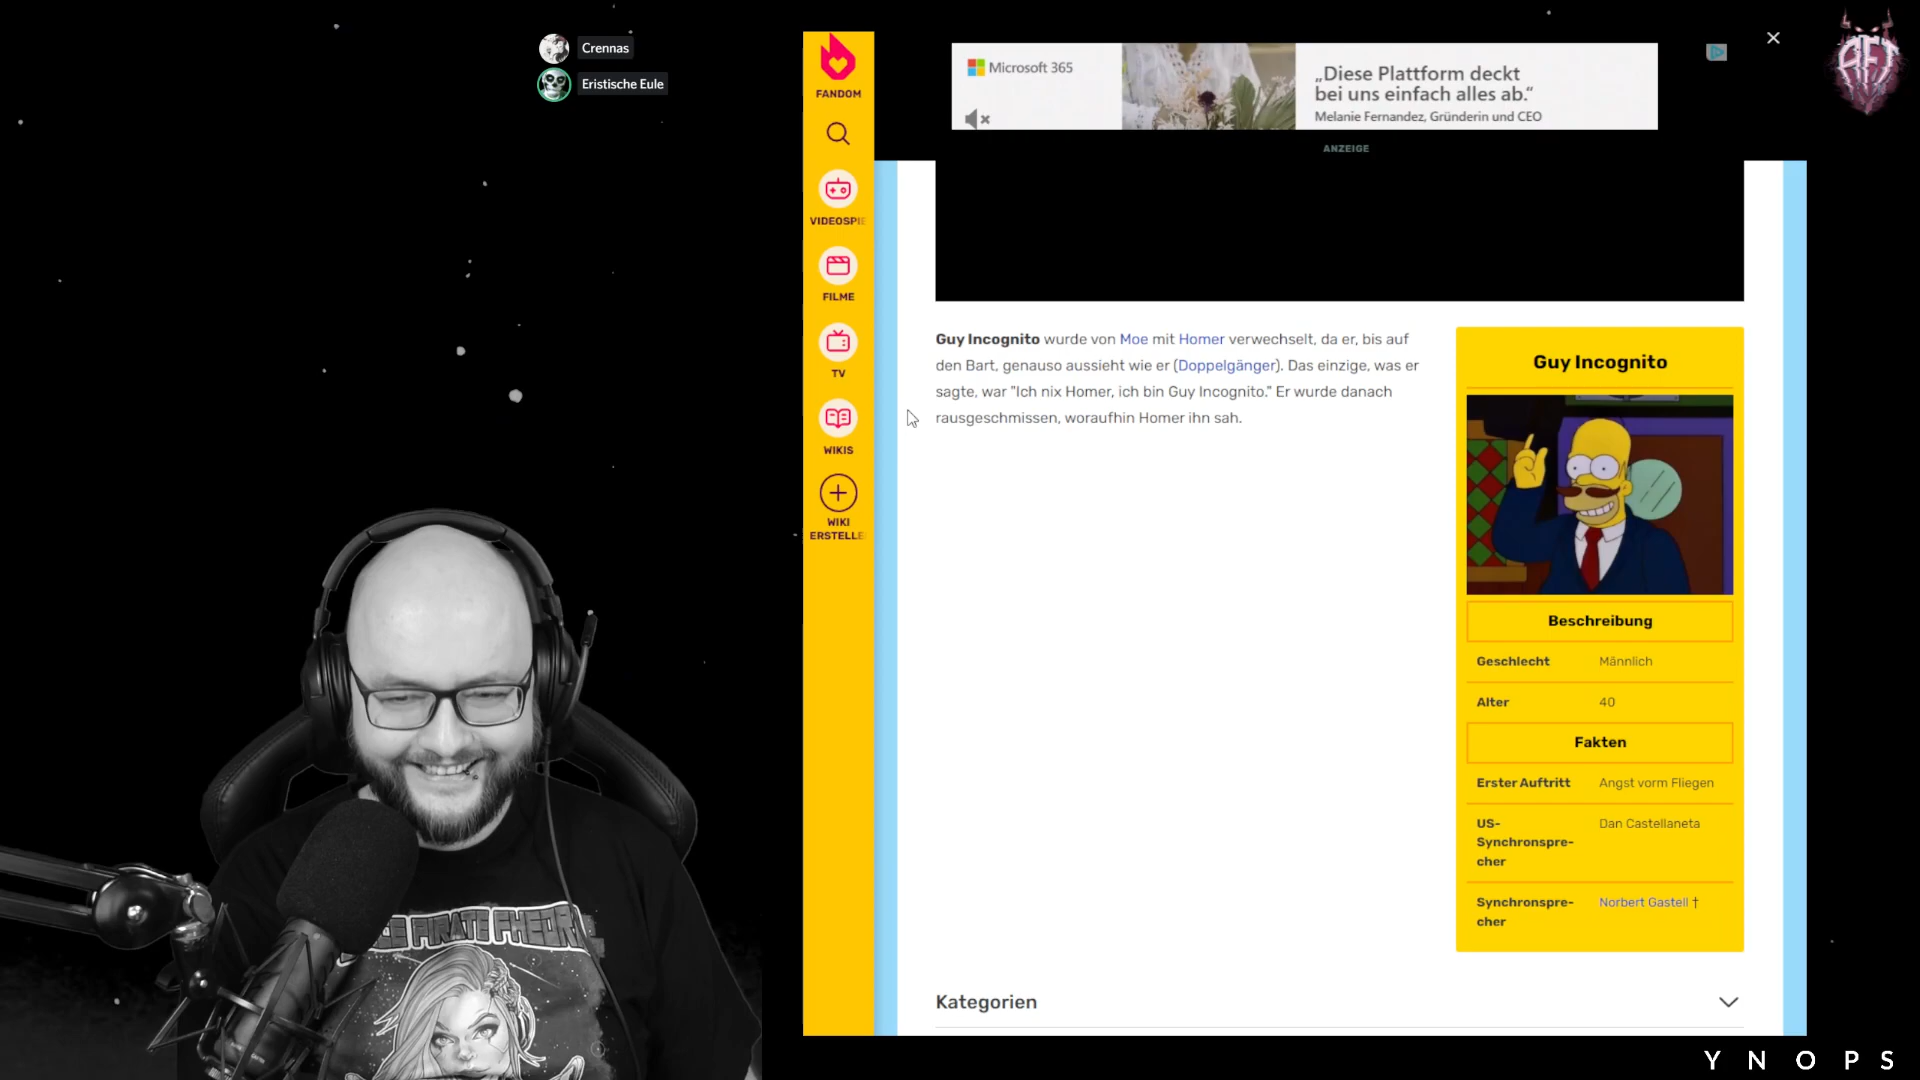 Crennas
Eristische Eule
FANDOM
VIDEOSPIE
FILME
TV
WIKIS
WIKI
ERSTELLE
Microsoft 365
„Diese Plattform deckt
bei uns einfach alles ab.“
Melanie Fernandez, Gründerin und CEO
ANZEIGE
Guy Incognito wurde von Moe mit Homer verwechselt, da er, bis auf
den Bart, genauso aussieht wie er (Doppelgänger). Das einzige, was er
sagte, war "Ich nix Homer, ich bin Guy Incognito." Er wurde danach
rausgeschmissen, woraufhin Homer ihn sah.
Guy Incognito
Beschreibung
Geschlecht Männlich
Alter 40
Fakten
Erster Auftritt Angst vorm Fliegen
US-
Synchronspre-
cher
Dan Castellaneta
Synchronspre-
cher
Norbert Gastell †
Kategorien
PIRATE
AFT
YNOPS